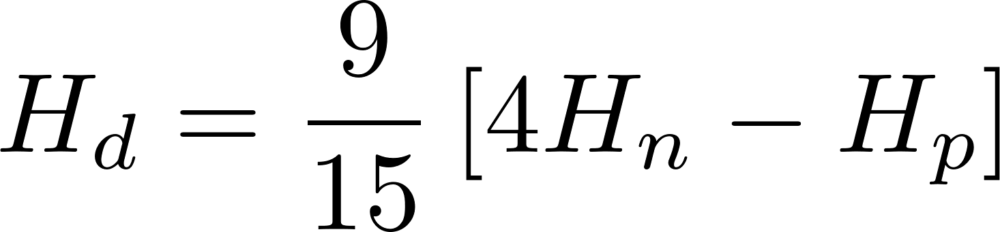 H_d = \frac{9}{15} [4H_n - H_p]